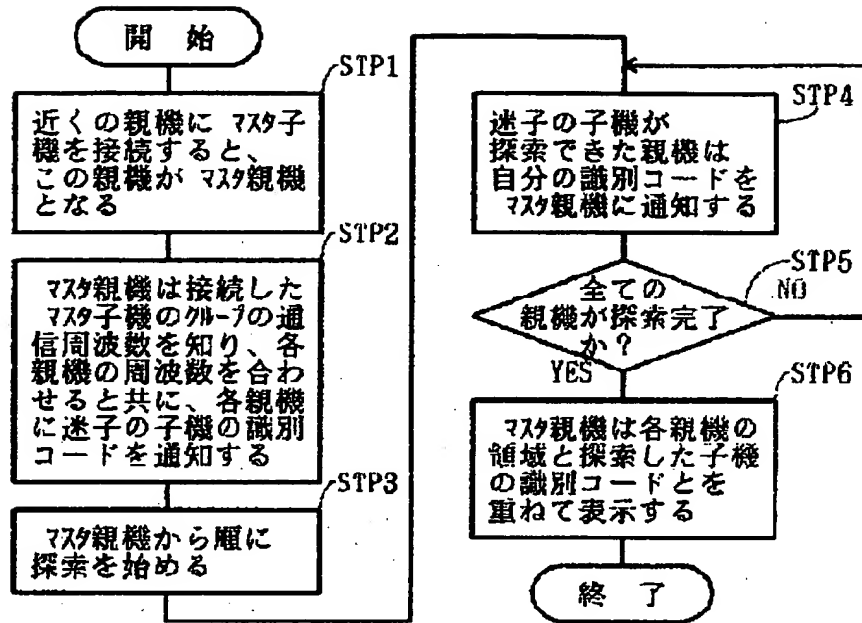 開 始
STP1
近くの親機に マスタ子
機を接続すると、
この親機が マスタ親機
となる
STP2
マスタ親機は接続した
マスタ子機のグループの通
信周波数を知り、各
親機の周波数を合わ
せると共に、各親機
に迷子の子機の識別
コードを通知する
STP3
マスタ親機から順に
探索を始める
STP4
迷子の子機が
探索できた親機は
自分の識別コードを
マスタ親機に通知する
STP5
全ての
親機が探索完了
か?
NO
YES
STP6
マスタ親機は各親機の
領域と探索した子機
の識別コードとを
重ねて表示する
終 了